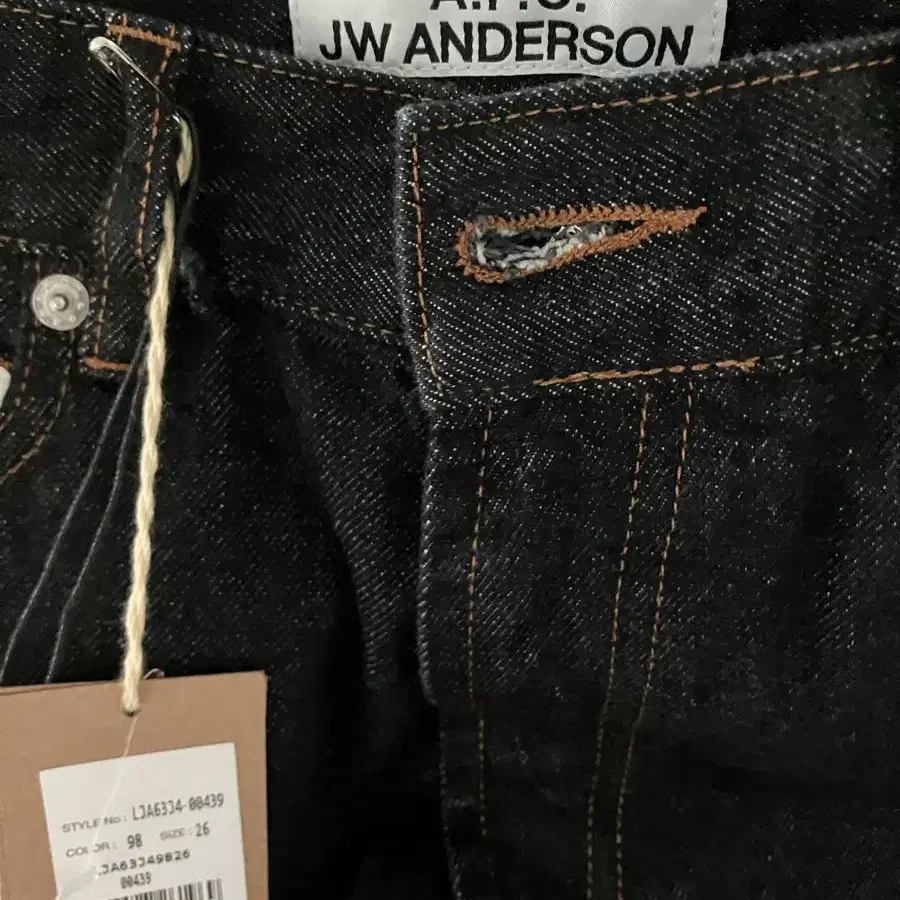 A.P.C.
JW ANDERSON
STYLE No: LJA63J4-00439
COLOR: 98 SIZE: 26
LJA63J49826
00439